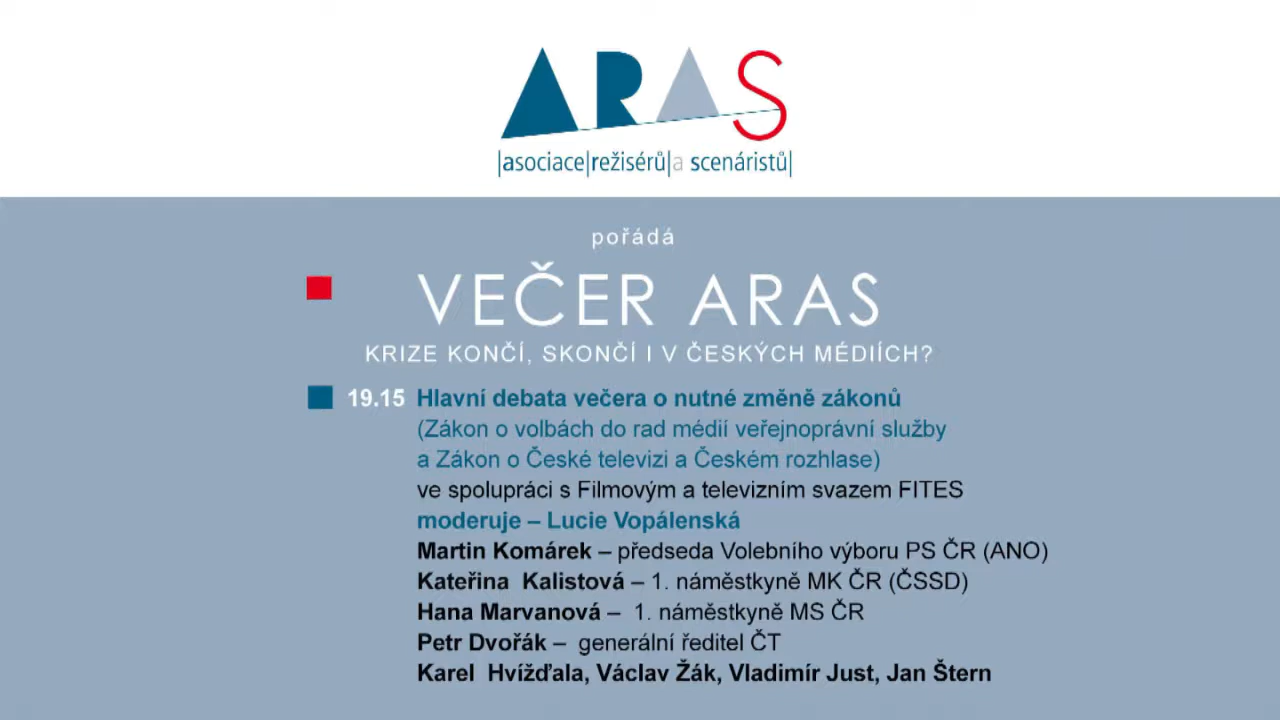 ARAS
|asociace|režisérů|a scenáristů|
pořádá
VEČER ARAS
KRIZE KONČÍ, SKONČÍ I V ČESKÝCH MÉDIÍCH?
19.15 Hlavní debata večera o nutné změně zákonů
(Zákon o volbách do rad médií veřejnoprávní služby
a Zákon o České televizi a Českém rozhlase)
ve spolupráci s Filmovým a televizním svazem FITES
moderuje – Lucie Vopálenská
Martin Komárek – předseda Volebního výboru PS ČR (ANO)
Kateřina Kalistová – 1. náměstkyně MK ČR (ČSSD)
Hana Marvanová – 1. náměstkyně MS ČR
Petr Dvořák – generální ředitel ČT
Karel Hvížďala, Václav Žák, Vladimír Just, Jan Štern